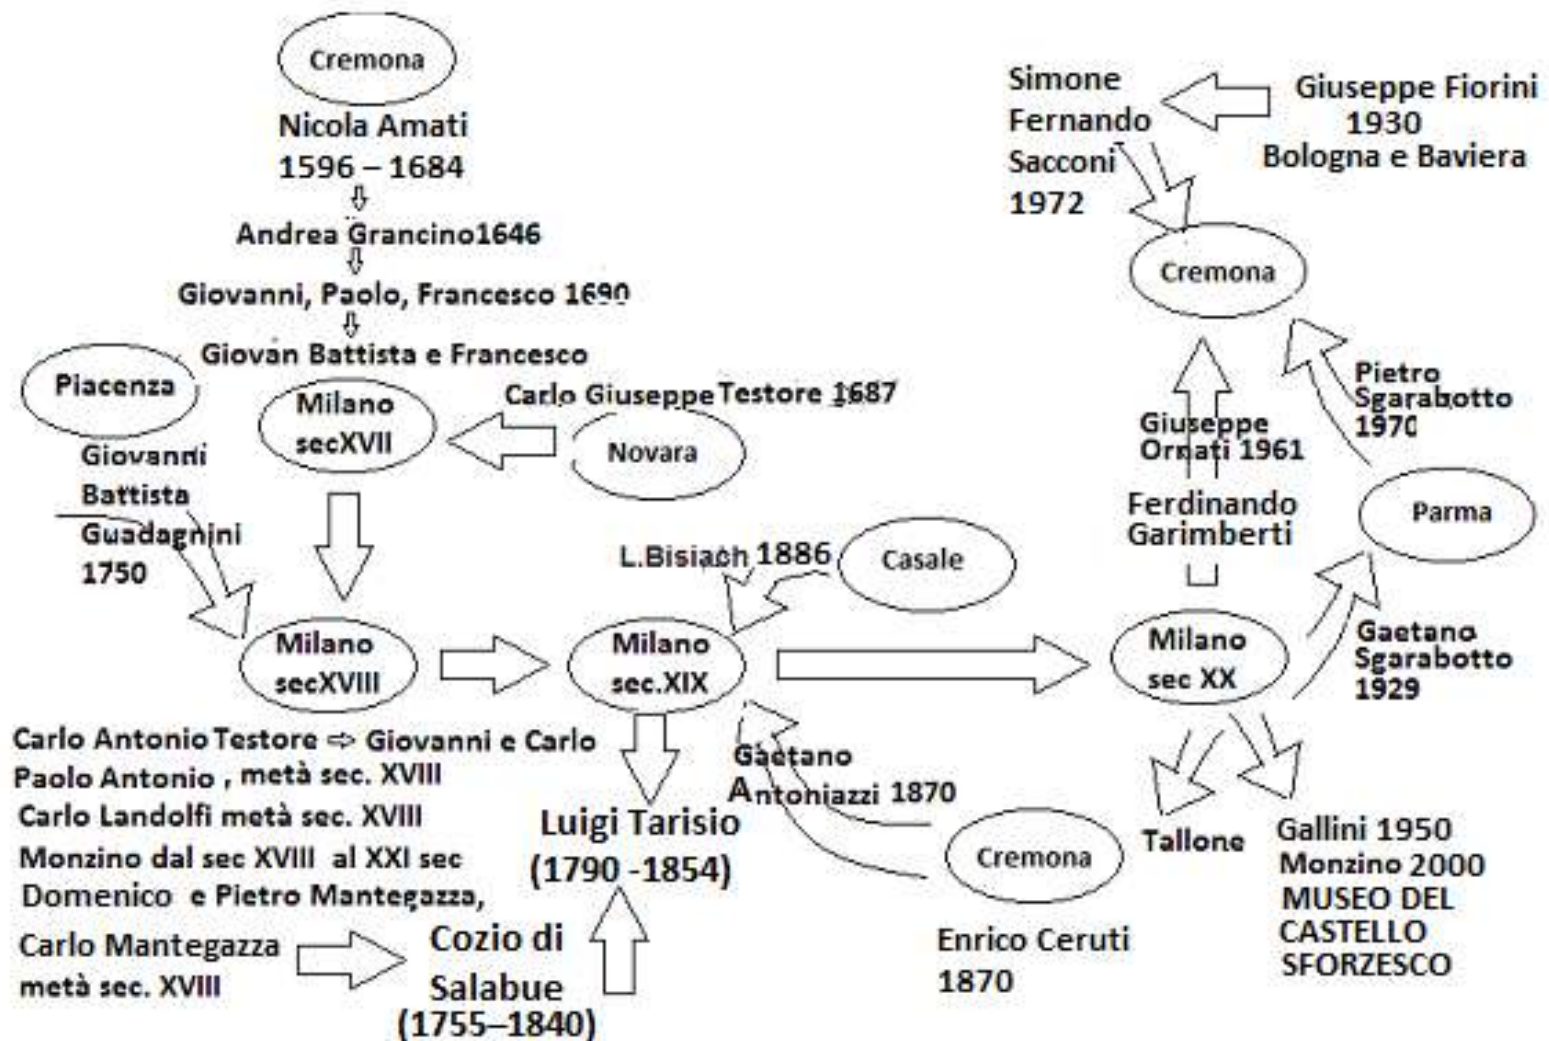 Cremona
Nicola Amati
1596 – 1684
Andrea Grancino1646
Giovanni, Paolo, Francesco 1690
Giovan Battista e Francesco
Piacenza
Giovanni
Battista
Guadagnini
1750
Milano
secXVII
Carlo Giuseppe Testore 1687
Novara
Milano
secXVIII
L.Bisiach 1886
Casale
Milano
sec.XIX
Carlo Antonio Testore ⇨ Giovanni e Carlo
Paolo Antonio , metà sec. XVIII
Carlo Landolfi metà sec. XVIII
Monzino dal sec XVIII al XXI sec
Domenico e Pietro Mantegazza,
Carlo Mantegazza
metà sec. XVIII
Cozio di
Salabue
(1755–1840)
Luigi Tarisio
(1790 -1854)
Gaetano
Antoniazzi 1870
Cremona
Enrico Ceruti
1870
Simone
Fernando
Sacconi
1972
Giuseppe Fiorini
1930
Bologna e Baviera
Cremona
Pietro
Sgarabotto
1970
Giuseppe
Ornati 1961
Ferdinando
Garimberti
Parma
Milano
sec XX
Gaetano
Sgarabotto
1929
Tallone
Gallini 1950
Monzino 2000
MUSEO DEL
CASTELLO
SFORZESCO